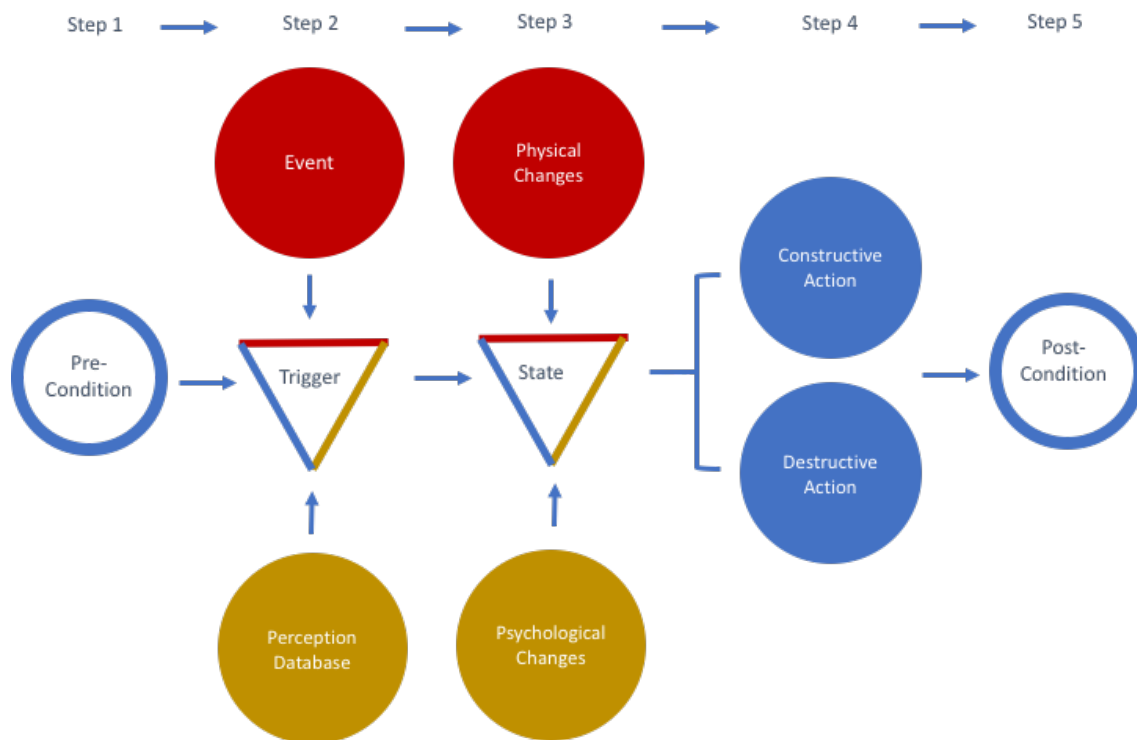 Step 1
Step 2
Step 3
Step 4
Step 5
Event
Physical
Changes
Constructive
Action
Pre-
Condition
Trigger
State
Post-
Condition
Destructive
Action
Perception
Database
Psychological
Changes